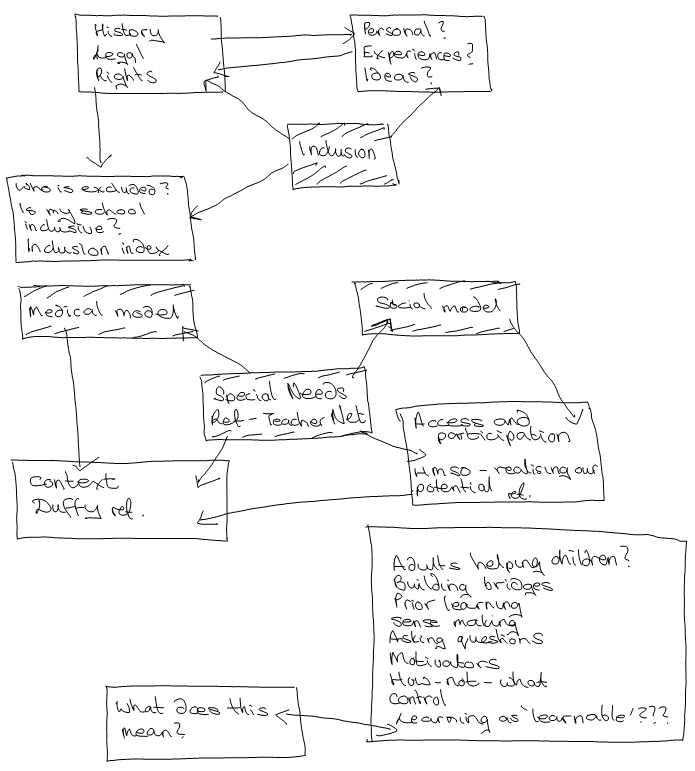 History
Legal
Rights
Personal?
Experiences?
Ideas?
Inclusion
Who is excluded?
Is my school
inclusive?
Inclusion index
Medical model
Social model
Special Needs
Ref - Teacher Net
Access and
participation
HMSO - realising our
potential ref.
Context
Duffy ref.
Adults helping children?
Building bridges
Prior learning
Sense making
Asking questions
Motivators
How-not-what
Control
Learning as 'learnable'???
What does this
mean?